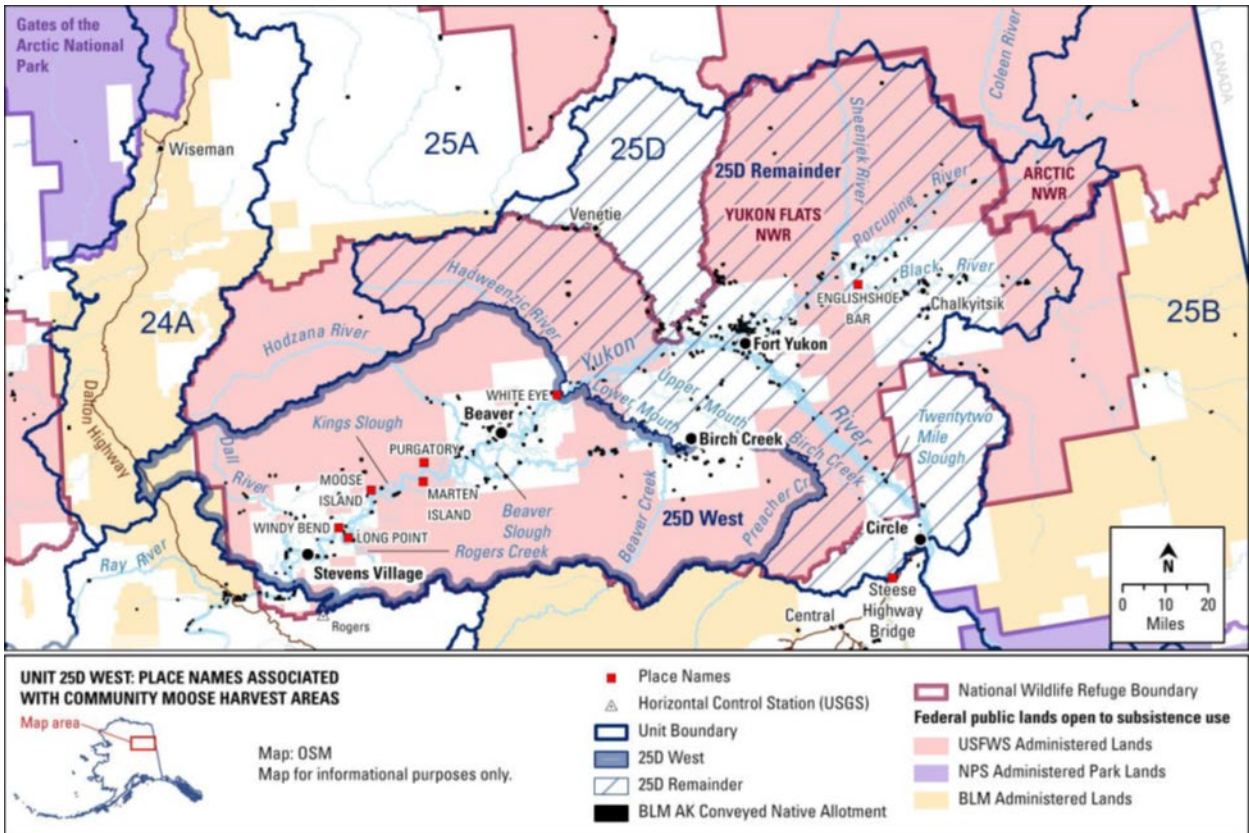 Gates of the
Arctic National
Park
Wiseman
25A
25D
25D Remainder
Sheenjek River
Coleen River
CANADA
ARCTIC
NWR
YUKON FLATS
NWR
Porcupine River
Venetie
Black River
ENGLISHSHOE
BAR
Chalkyitsik
25B
24A
Hadweenzic River
Hodzana River
Yukon
River
Fort Yukon
WHITE EYE
Upper Mouth
Lower Mouth
Birch Creek
Dalton Highway
Kings Slough
Beaver
Birch Creek
Twentytwo
Mile
Slough
PURGATORY
Dall
River
MOOSE
ISLAND
MARTEN
ISLAND
Beaver
Slough
Beaver Creek
25D West
Preacher Cr.
WINDY BEND
LONG POINT
Rogers Creek
Circle
Ray River
Stevens Village
Rogers
Central
Steese
Highway
Bridge
N
0 10 20
Miles
UNIT 25D WEST: PLACE NAMES ASSOCIATED
WITH COMMUNITY MOOSE HARVEST AREAS
Map area
Map: OSM
Map for informational purposes only.
Place Names
Horizontal Control Station (USGS)
Unit Boundary
25D West
25D Remainder
BLM AK Conveyed Native Allotment
National Wildlife Refuge Boundary
Federal public lands open to subsistence use
USFWS Administered Lands
NPS Administered Park Lands
BLM Administered Lands